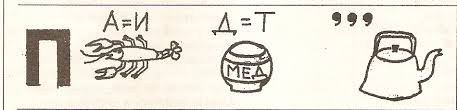 А=И Д=Т ,,,
П
МЕД